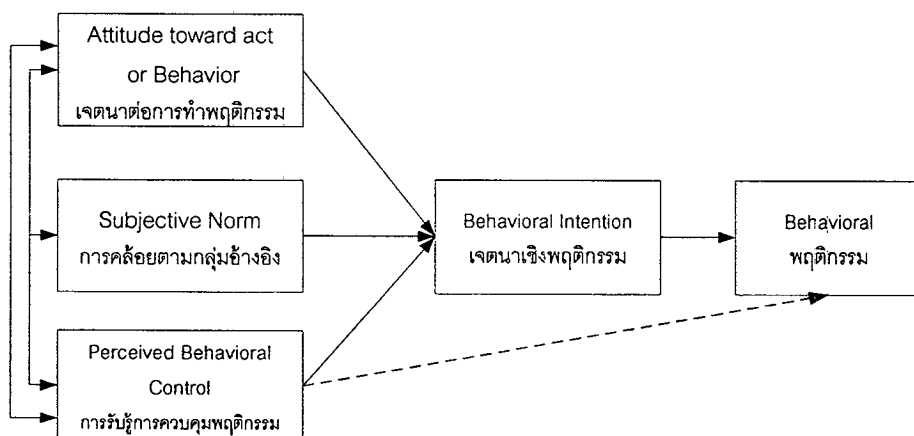 Attitude toward act
or Behavior
เจตนาต่อการทำพฤติกรรม
Subjective Norm
การคล้อยตามกลุ่มอ้างอิง
Behavioral Intention
เจตนาเชิงพฤติกรรม
Behavioral
พฤติกรรม
Perceived Behavioral
Control
การรับรู้การควบคุมพฤติกรรม